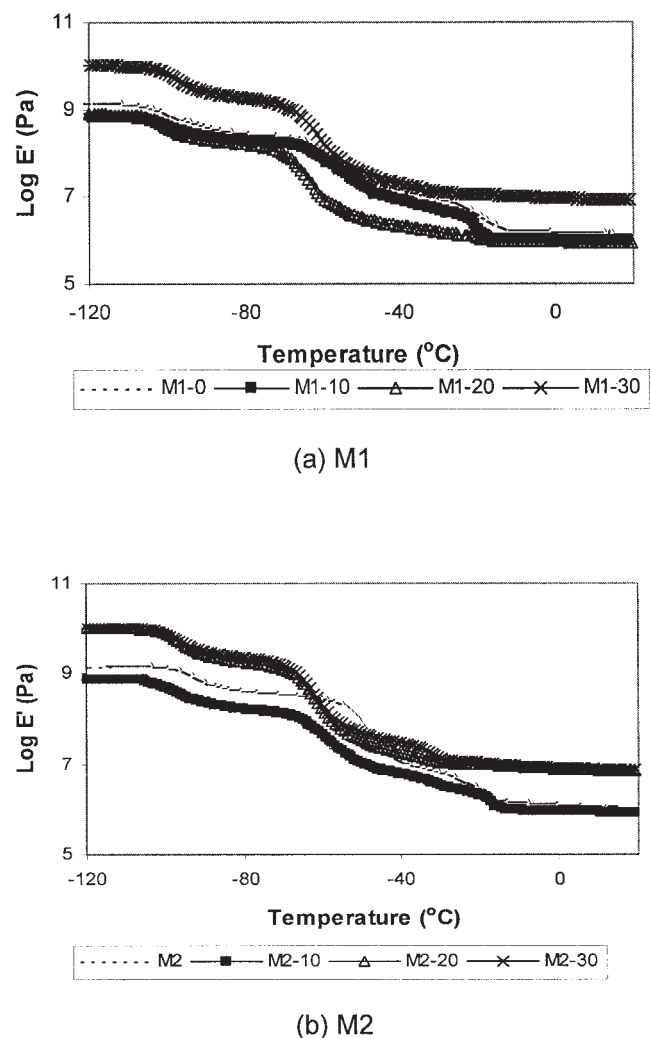 11
9
7
5
Log E' (Pa)
-120 -80 -40 0
Temperature (°C)
M1-0 M1-10 M1-20 M1-30
(a) M1
11
9
7
5
Log E' (Pa)
-120 -80 -40 0
Temperature (°C)
M2 M2-10 M2-20 M2-30
(b) M2